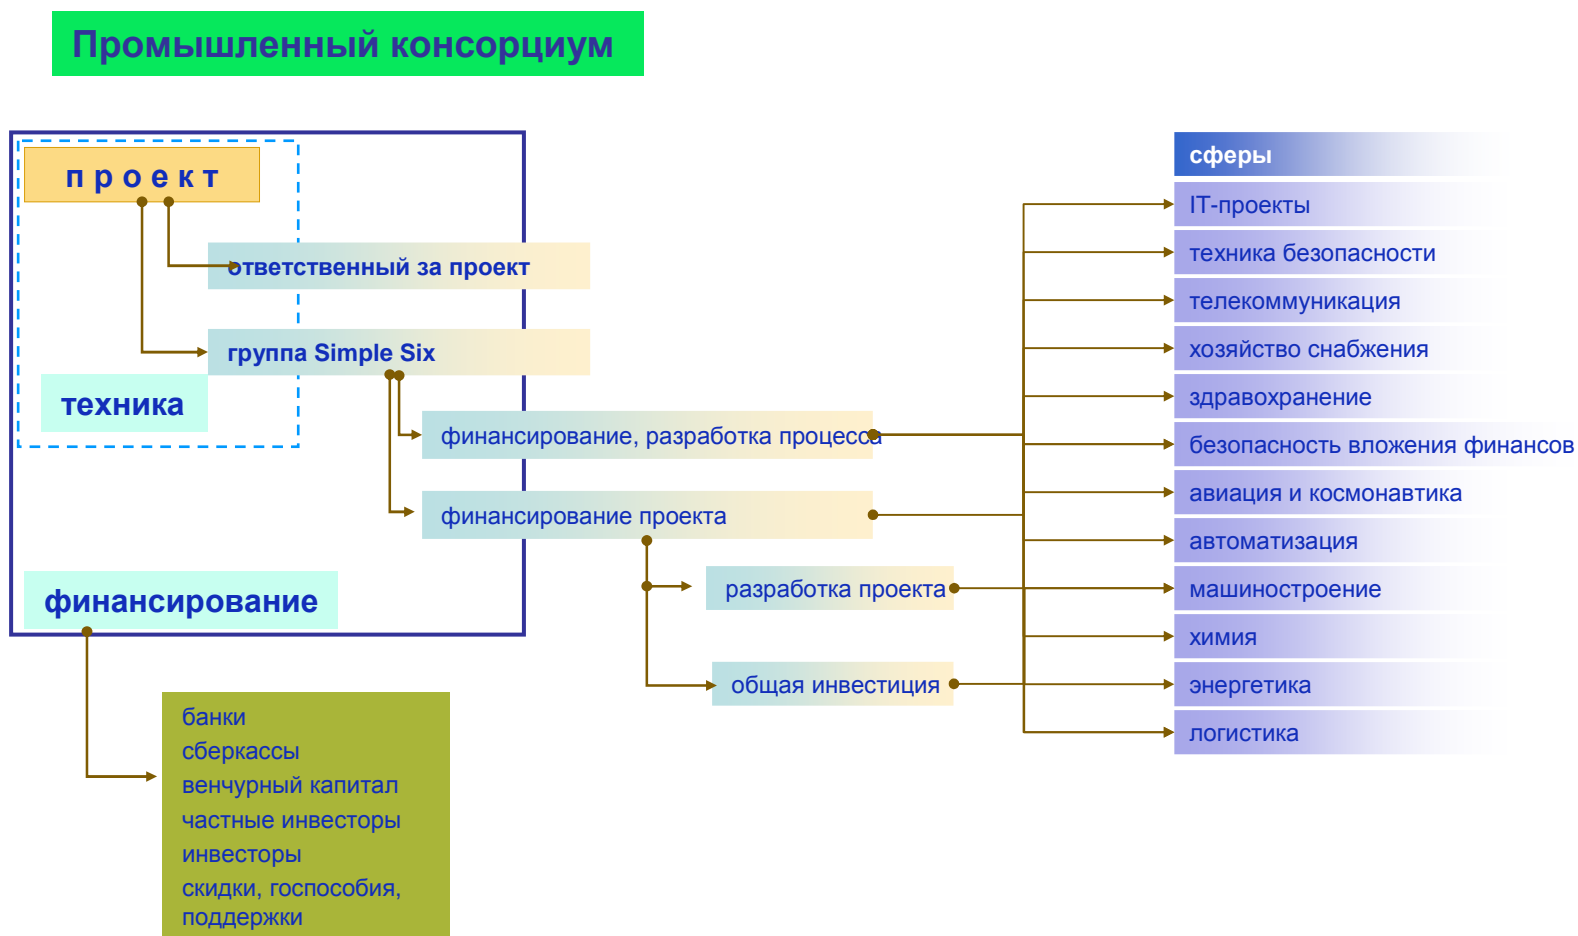 Промышленный консорциум
п р о е к т
ответственный за проект
группа Simple Six
техника
финансирование, разработка процесса
финансирование проекта
разработка проекта
общая инвестиция
финансирование
банки
сберкассы
венчурный капитал
частные инвесторы
инвесторы
скидки, госпособия,
поддержки
сферы
IT-проекты
техника безопасности
телекоммуникация
хозяйство снабжения
здравохранение
безопасность вложения финансов
авиация и космонавтика
автоматизация
машиностроение
химия
энергетика
логистика